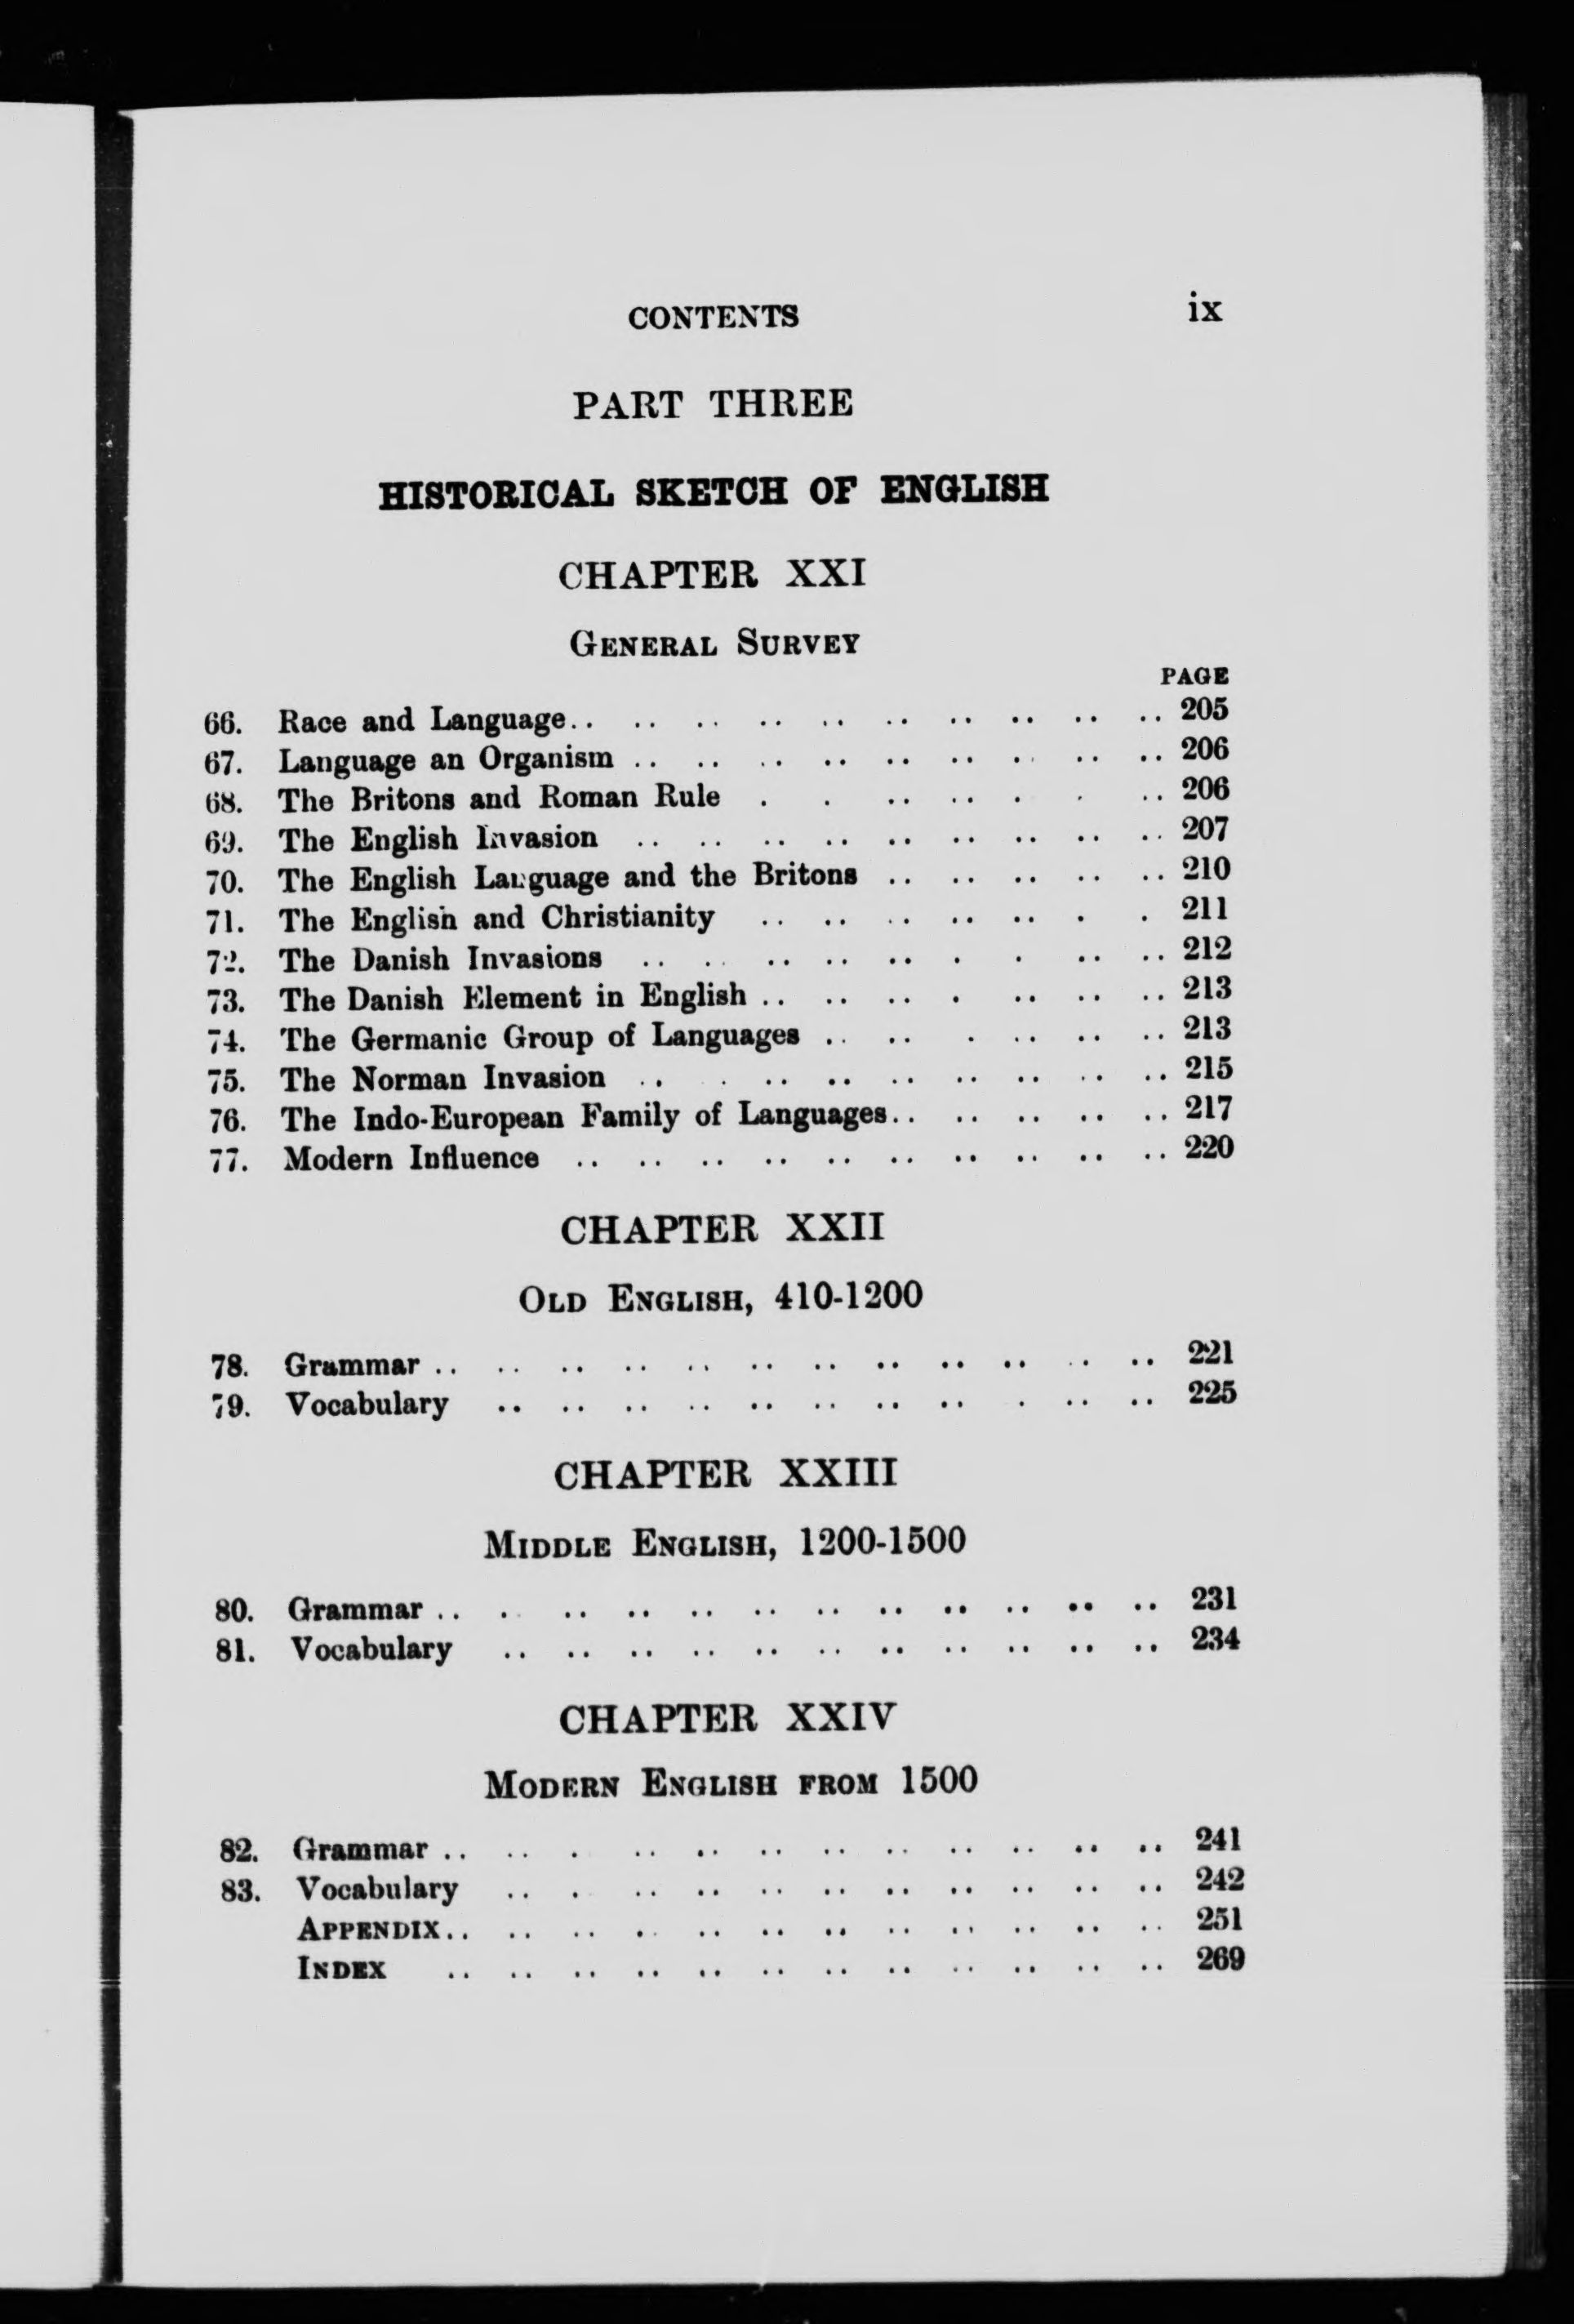 CONTENTS ix
PART THREE
HISTORICAL SKETCH OF ENGLISH
CHAPTER XXI
GENERAL SURVEY
PAGE
66. Race and Language .. .. .. .. .. .. .. .. .. .. 205
67. Language an Organism .. .. .. .. .. .. .. .. .. 206
68. The Britons and Roman Rule .. .. .. .. .. .. .. 206
69. The English Invasion .. .. .. .. .. .. .. .. .. 207
70. The English Language and the Britons .. .. .. .. .. 210
71. The English and Christianity .. .. .. .. .. .. .. 211
72. The Danish Invasions .. .. .. .. .. .. .. .. .. 212
73. The Danish Element in English .. .. .. .. .. .. .. 213
74. The Germanic Group of Languages .. .. .. .. .. .. 213
75. The Norman Invasion .. .. .. .. .. .. .. .. .. 215
76. The Indo-European Family of Languages .. .. .. .. .. 217
77. Modern Influence .. .. .. .. .. .. .. .. .. .. 220
CHAPTER XXII
OLD ENGLISH, 410-1200
78. Grammar .. .. .. .. .. .. .. .. .. .. .. .. 221
79. Vocabulary .. .. .. .. .. .. .. .. .. .. .. 225
CHAPTER XXIII
MIDDLE ENGLISH, 1200-1500
80. Grammar .. .. .. .. .. .. .. .. .. .. .. .. 231
81. Vocabulary .. .. .. .. .. .. .. .. .. .. .. 234
CHAPTER XXIV
MODERN ENGLISH FROM 1500
82. Grammar .. .. .. .. .. .. .. .. .. .. .. .. 241
83. Vocabulary .. .. .. .. .. .. .. .. .. .. .. 242
APPENDIX .. .. .. .. .. .. .. .. .. .. .. .. 251
INDEX .. .. .. .. .. .. .. .. .. .. .. .. 269